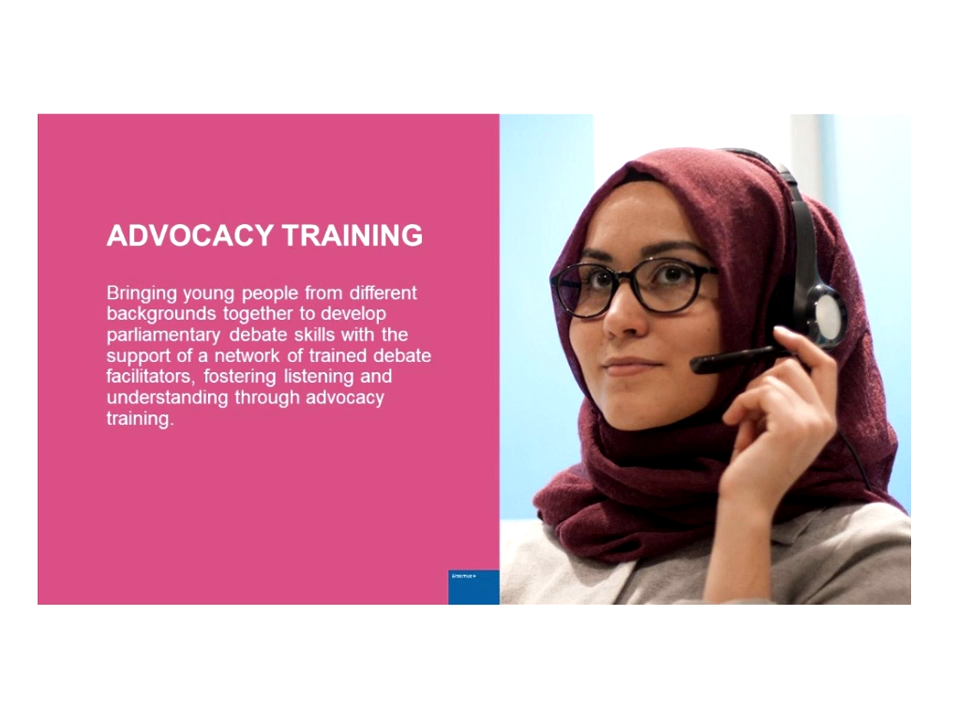 ADVOCACY TRAINING
Bringing young people from different
backgrounds together to develop
parliamentary debate skills with the
support of a network of trained debate
facilitators, fostering listening and
understanding through advocacy
training.
Erasmus+